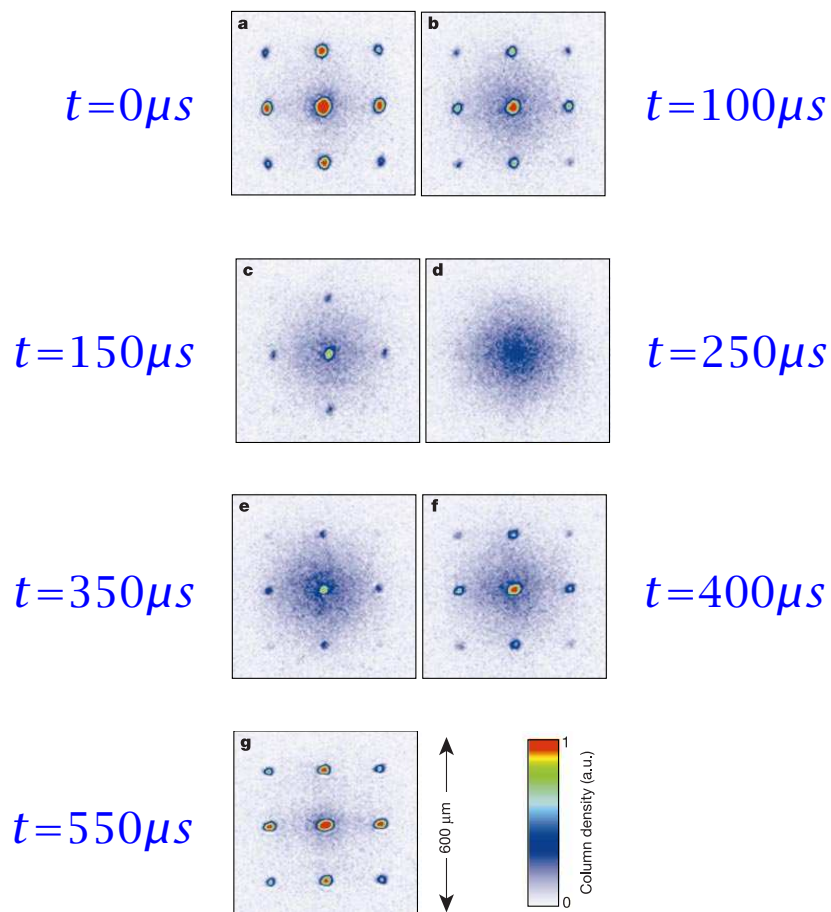 a
b
t=0μs
t=100μs
c
d
t=150μs
t=250μs
e
f
t=350μs
t=400μs
g
t=550μs
600 μm
1
Column density (a.u.)
0